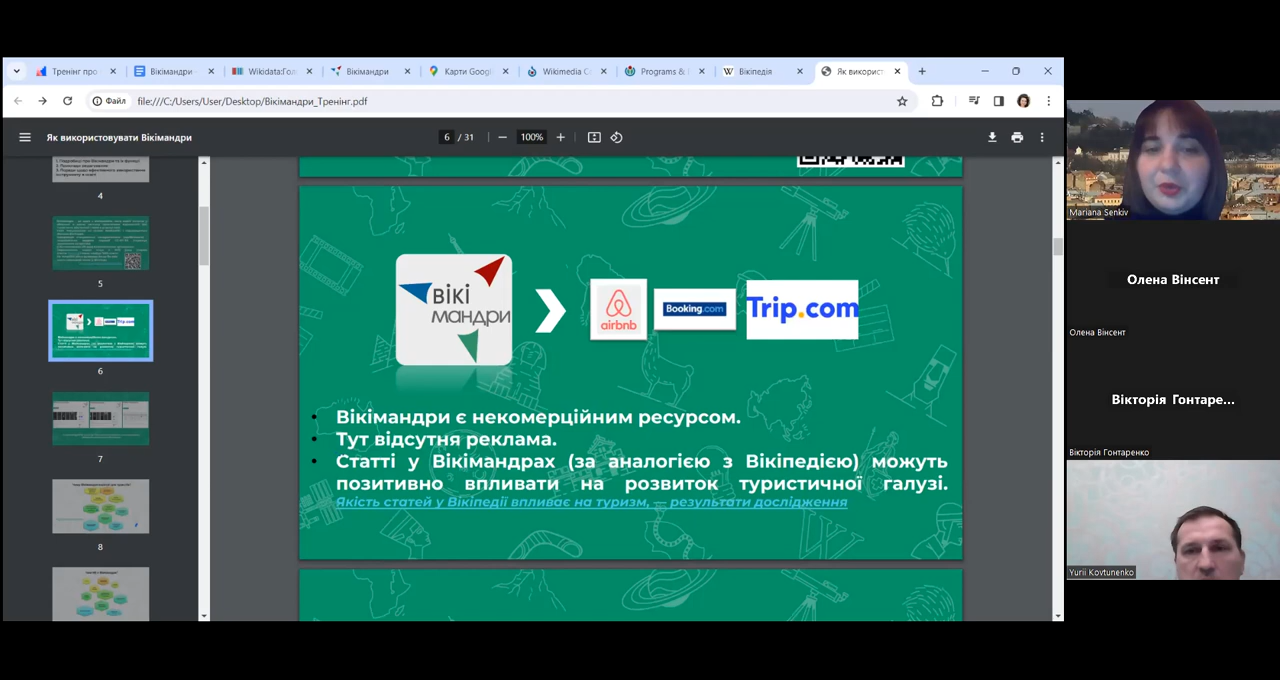 Тренінг про
Вікімандри
Wikidata:Гол
Вікімандри
Карти Googl
Wikimedia C
Programs &
Вікіпедія
Як використ
Файл
file:///C:/Users/User/Desktop/Вікімандри_Тренінг.pdf
Як використовувати Вікімандри
6 / 31
100%
4
5
6
7
8
вікі
мандри
airbnb
Booking.com
Trip.com
• Вікімандри є некомерційним ресурсом.
• Тут відсутня реклама.
• Статті у Вікімандрах (за аналогією з Вікіпедією) можуть
позитивно впливати на розвиток туристичної галузі.
Якість статей у Вікіпедії впливає на туризм, — результати дослідження
Mariana Senkiv
Олена Вінсент
Олена Вінсент
Вікторія Гонтаре...
Вікторія Гонтаренко
Yurii Kovtunenko